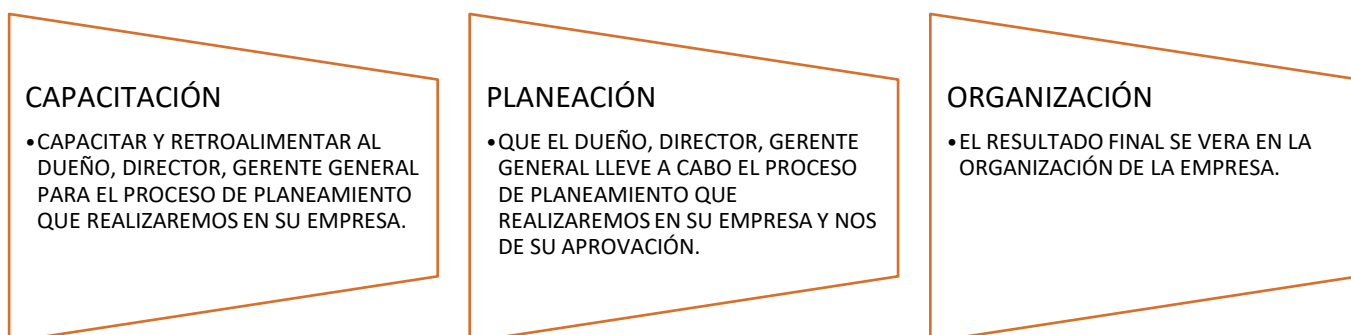 CAPACITACIÓN
•CAPACITAR Y RETROALIMENTAR AL
DUEÑO, DIRECTOR, GERENTE GENERAL
PARA EL PROCESO DE PLANEAMIENTO
QUE REALIZAREMOS EN SU EMPRESA.
PLANEACIÓN
•QUE EL DUEÑO, DIRECTOR, GERENTE
GENERAL LLEVE A CABO EL PROCESO
DE PLANEAMIENTO QUE
REALIZAREMOS EN SU EMPRESA Y NOS
DE SU APROVACIÓN.
ORGANIZACIÓN
•EL RESULTADO FINAL SE VERA EN LA
ORGANIZACIÓN DE LA EMPRESA.